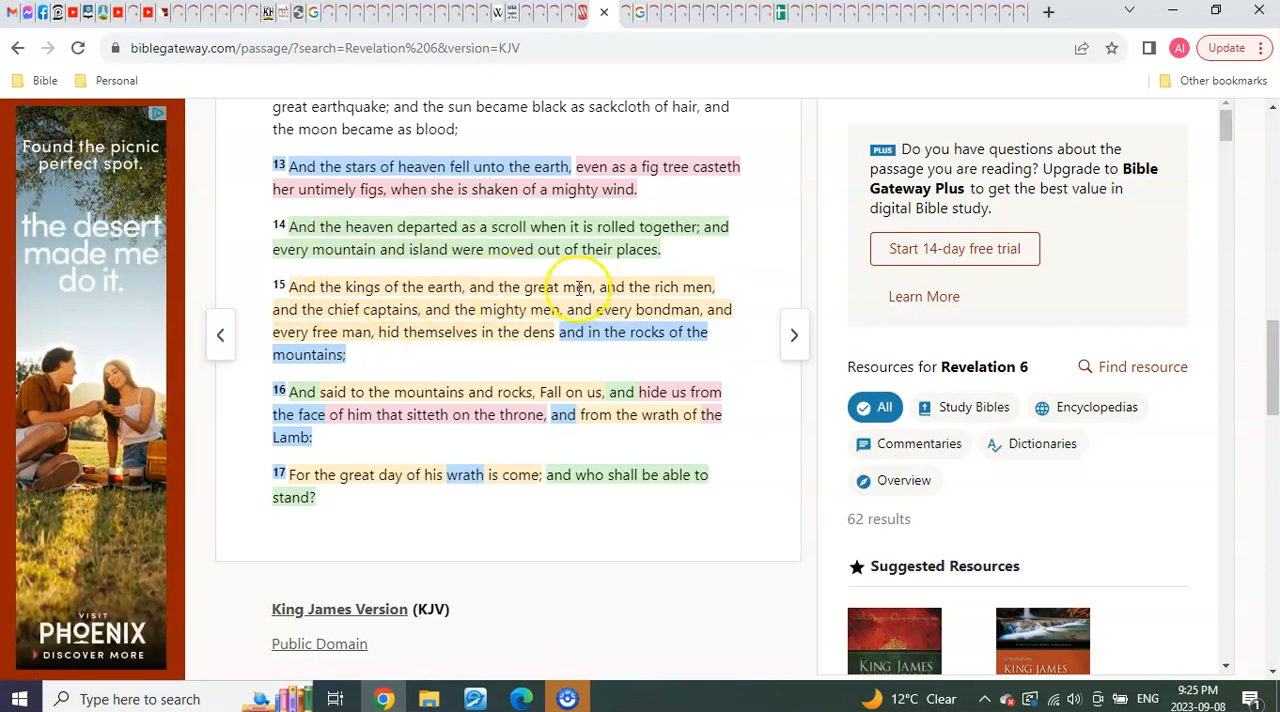 biblegateway.com/passage/?search=Revelation%206&version=KJV
AI
Update
Bible
Personal
Other bookmarks
Found the picnic
perfect spot.
the desert
made me
do it.
VISIT
PHOENIX
DISCOVER MORE
great earthquake; and the sun became black as sackcloth of hair, and
the moon became as blood;
13 And the stars of heaven fell unto the earth, even as a fig tree casteth
her untimely figs, when she is shaken of a mighty wind.
14 And the heaven departed as a scroll when it is rolled together; and
every mountain and island were moved out of their places.
15 And the kings of the earth, and the great men, and the rich men,
and the chief captains, and the mighty men, and every bondman, and
every free man, hid themselves in the dens and in the rocks of the
mountains;
16 And said to the mountains and rocks, Fall on us, and hide us from
the face of him that sitteth on the throne, and from the wrath of the
Lamb:
17 For the great day of his wrath is come; and who shall be able to
stand?
King James Version (KJV)
Public Domain
PLUS Do you have questions about the
passage you are reading? Upgrade to Bible
Gateway Plus to get the best value in
digital Bible study.
Start 14-day free trial
Learn More
Resources for Revelation 6
Find resource
All
Study Bibles
Encyclopedias
Commentaries
Dictionaries
Overview
62 results
Suggested Resources
KING JAMES
KING JAMES
Type here to search
12°C Clear
ENG
9:25 PM
2023-09-08
1